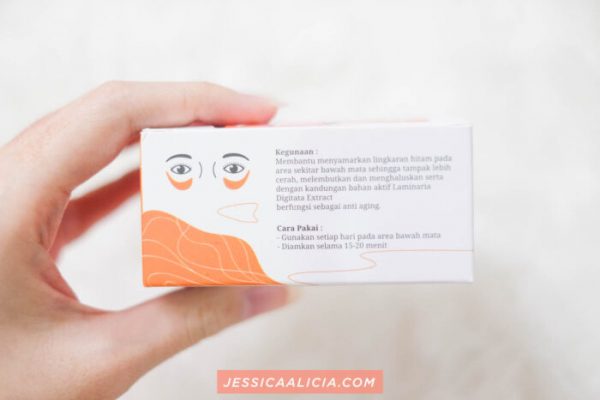 Kegunaan :
Membantu menyamarkan lingkaran hitam pada
area sekitar bawah mata sehingga tampak lebih
cerah, melembutkan dan menghaluskan serta
dengan kandungan bahan aktif Laminaria
Digitata Extract
berfungsi sebagai anti aging.
Cara Pakai :
- Gunakan setiap hari pada area bawah mata
- Diamkan selama 15-20 menit
JESSICAALICIA.COM